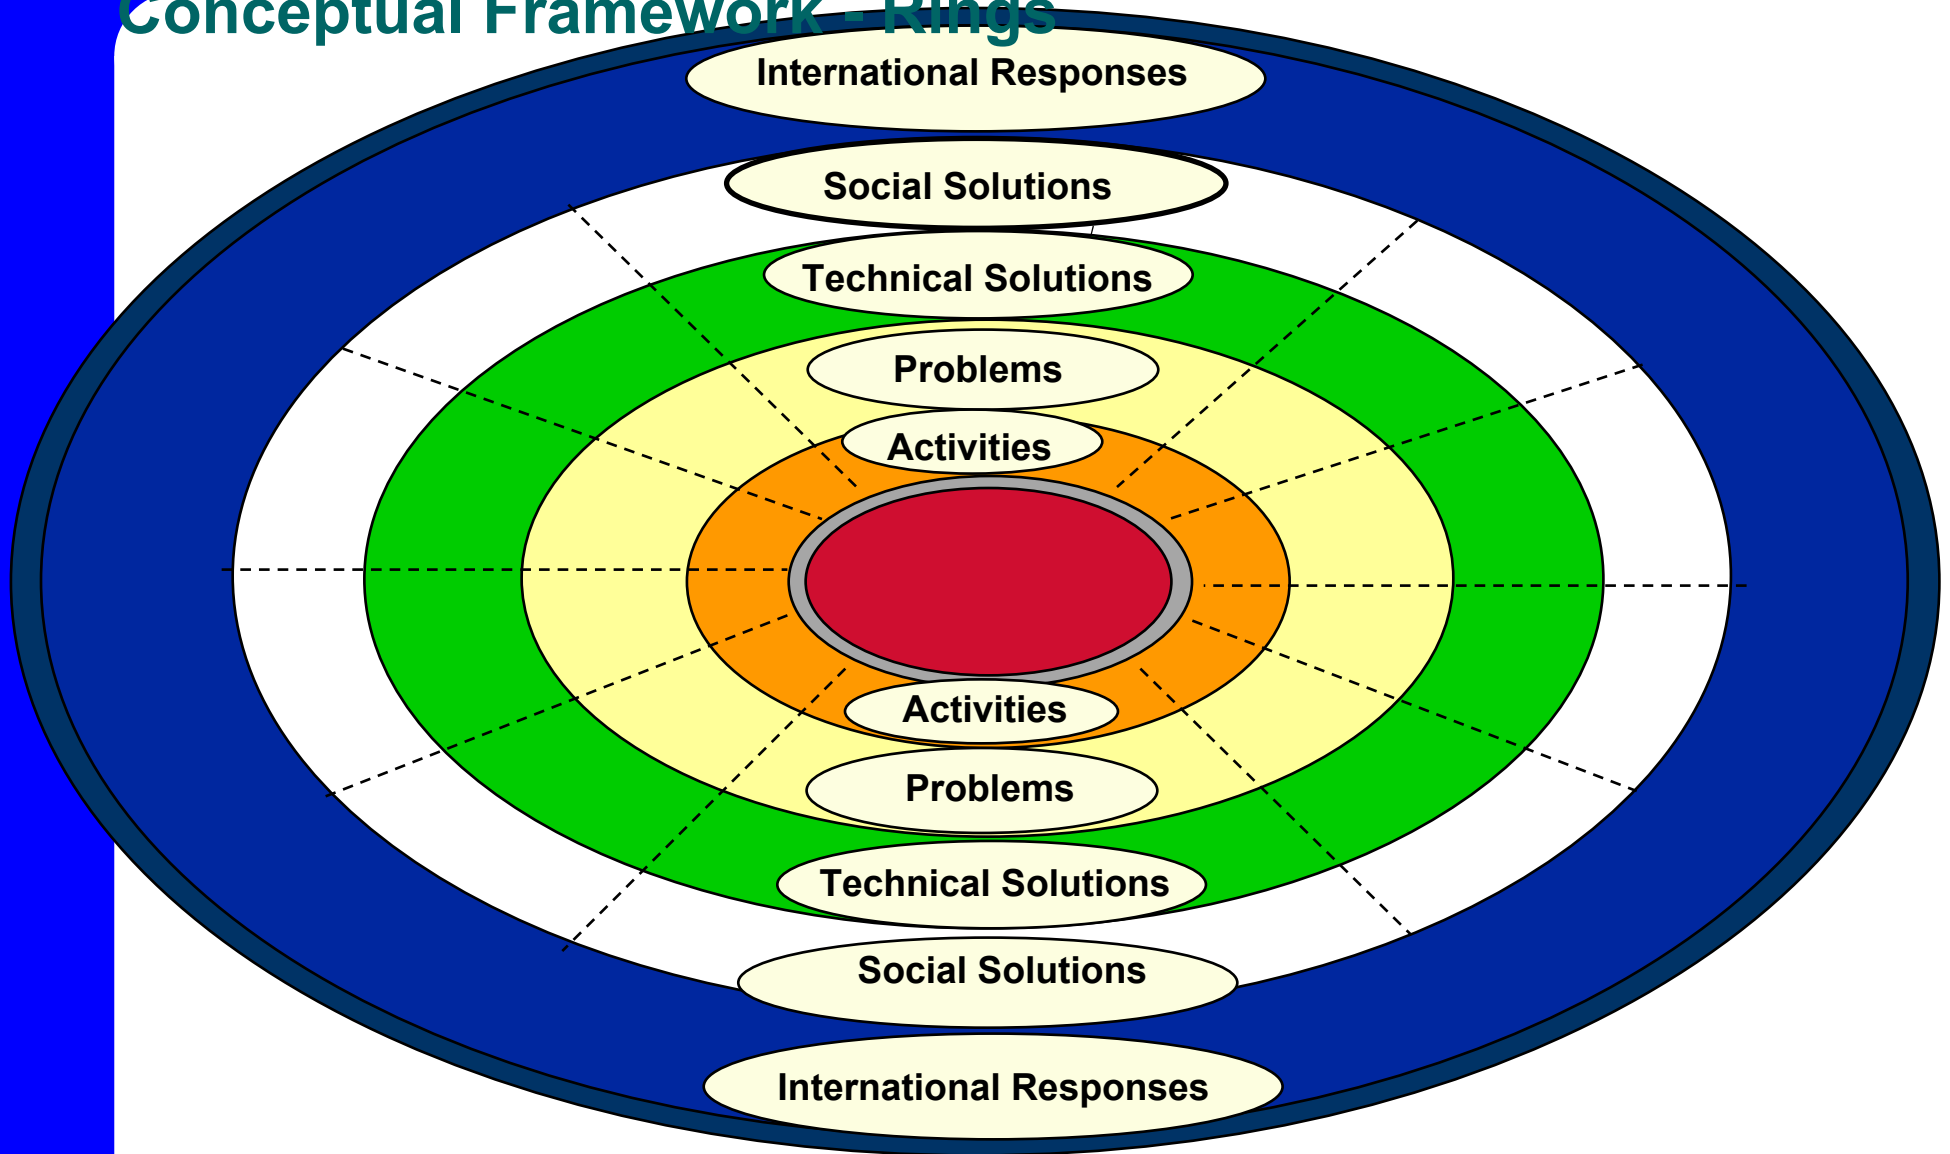 Conceptual Framework - Rings
International Responses
Social Solutions
Technical Solutions
Problems
Activities
Activities
Problems
Technical Solutions
Social Solutions
International Responses